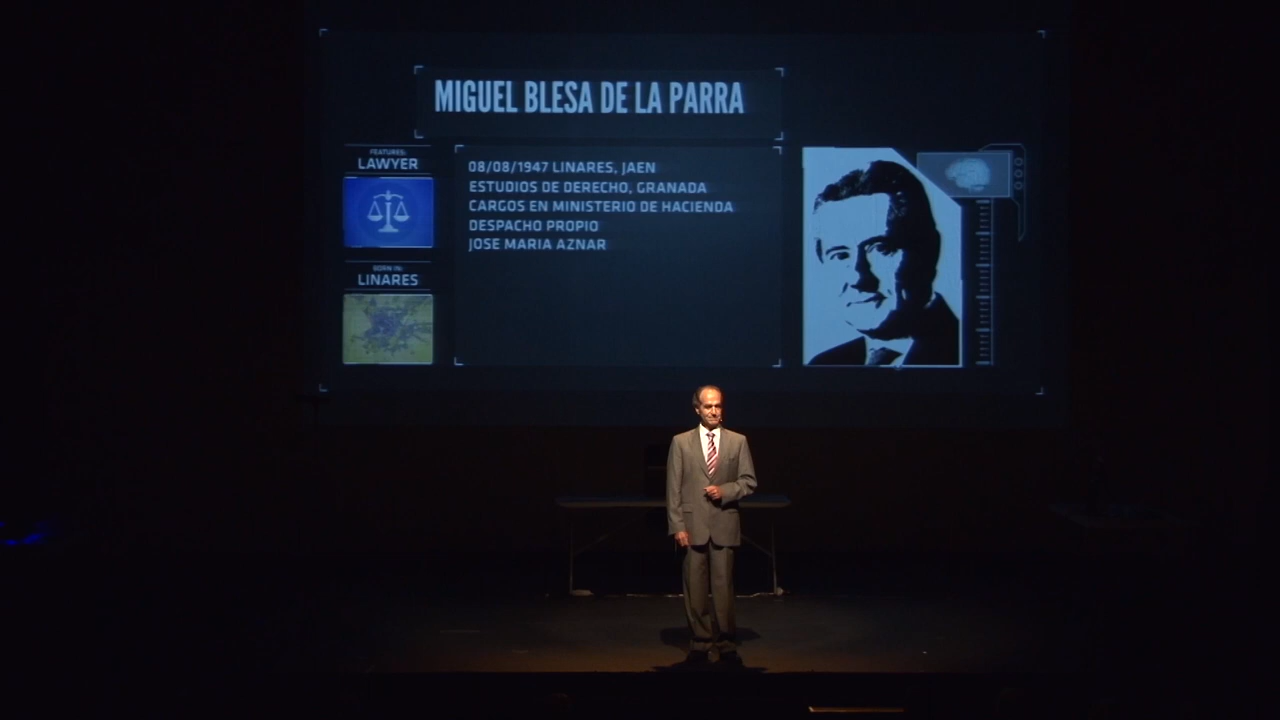 MIGUEL BLESA DE LA PARRA
FEATURES:
LAWYER
08/08/1947 LINARES, JAEN
ESTUDIOS DE DERECHO, GRANADA
CARGOS EN MINISTERIO DE HACIENDA
DESPACHO PROPIO
JOSE MARIA AZNAR
BORN IN:
LINARES